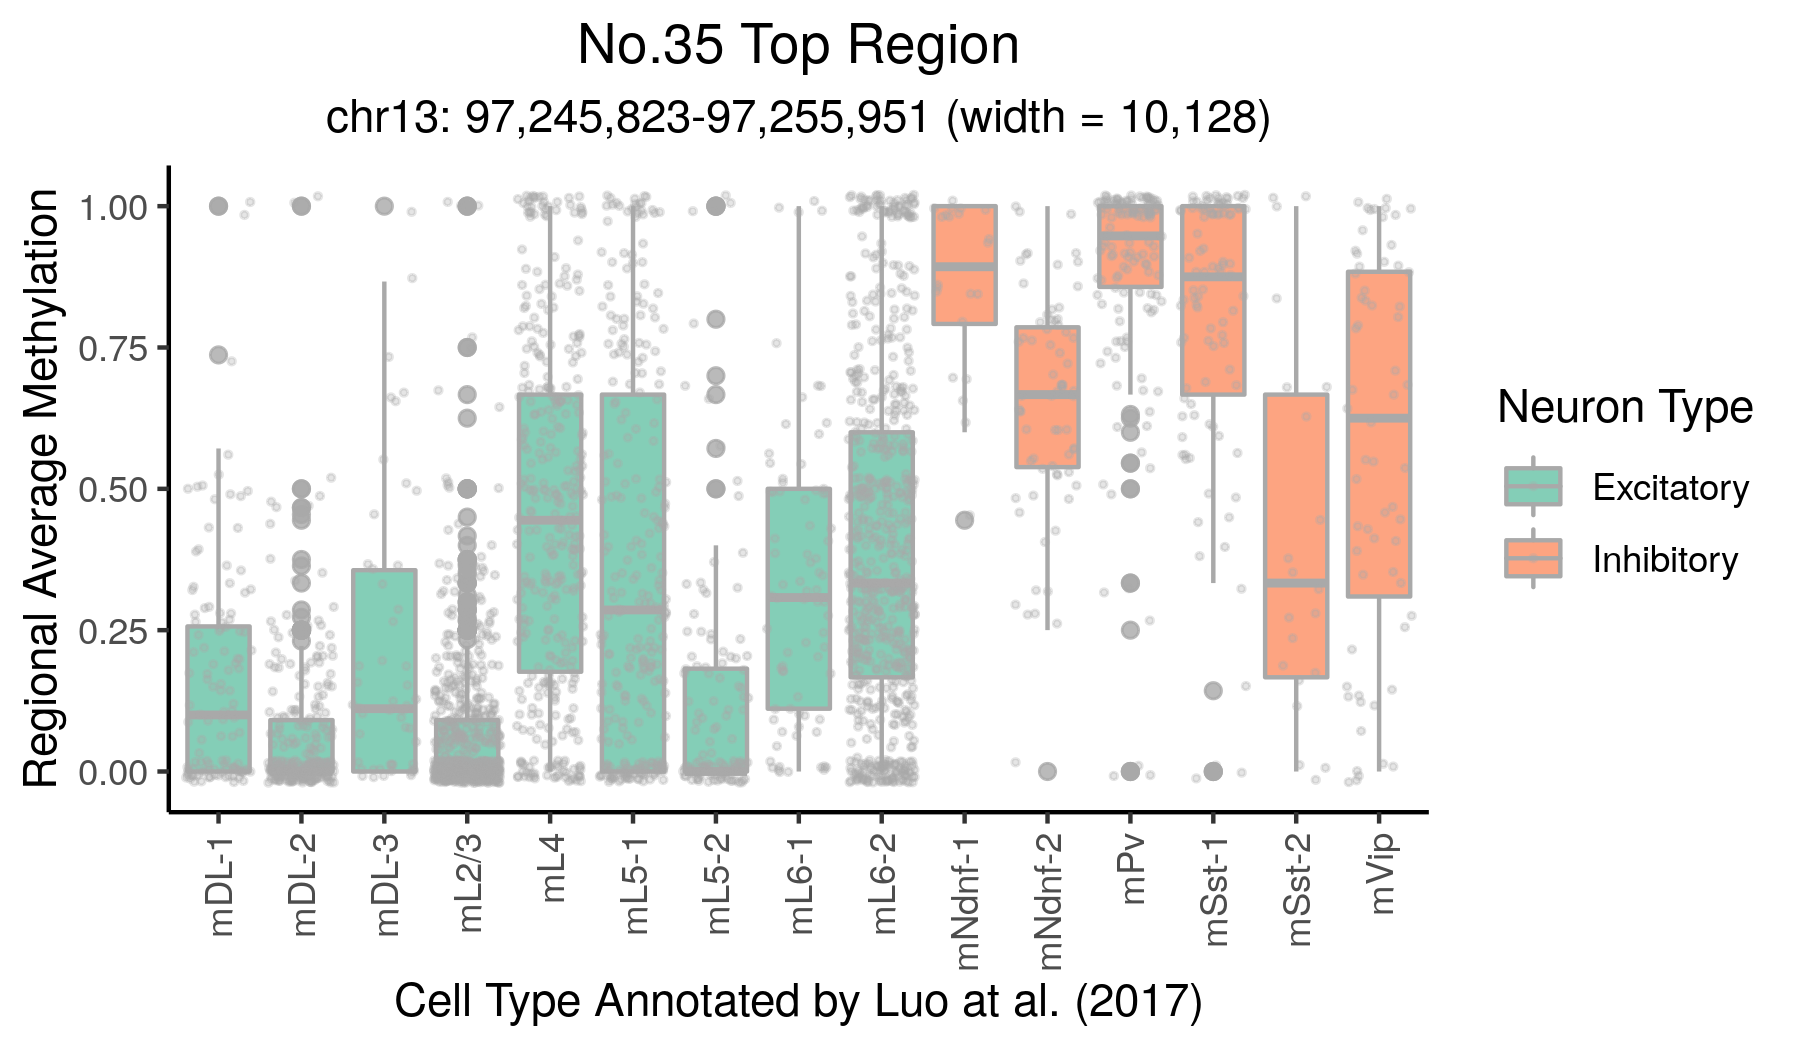 No.35 Top Region
chr13: 97,245,823-97,255,951 (width = 10,128)
Regional Average Methylation
1.00
0.75
0.50
0.25
0.00
mDL-1
mDL-2
mDL-3
mL2/3
mL4
mL5-1
mL5-2
mL6-1
mL6-2
mNdnf-1
mNdnf-2
mPv
mSst-1
mSst-2
mVip
Cell Type Annotated by Luo at al. (2017)
Neuron Type
Excitatory
Inhibitory